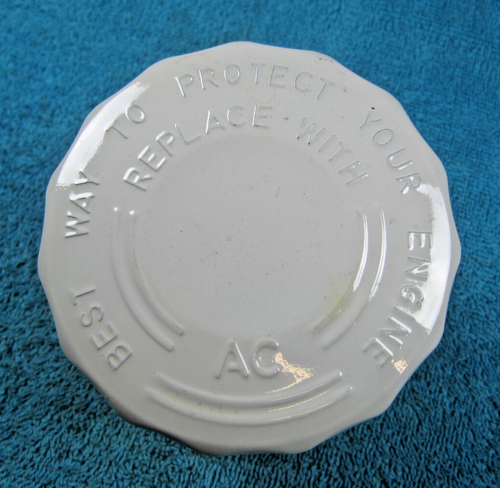 BEST WAY TO PROTECT YOUR ENGINE
REPLACE WITH
AC